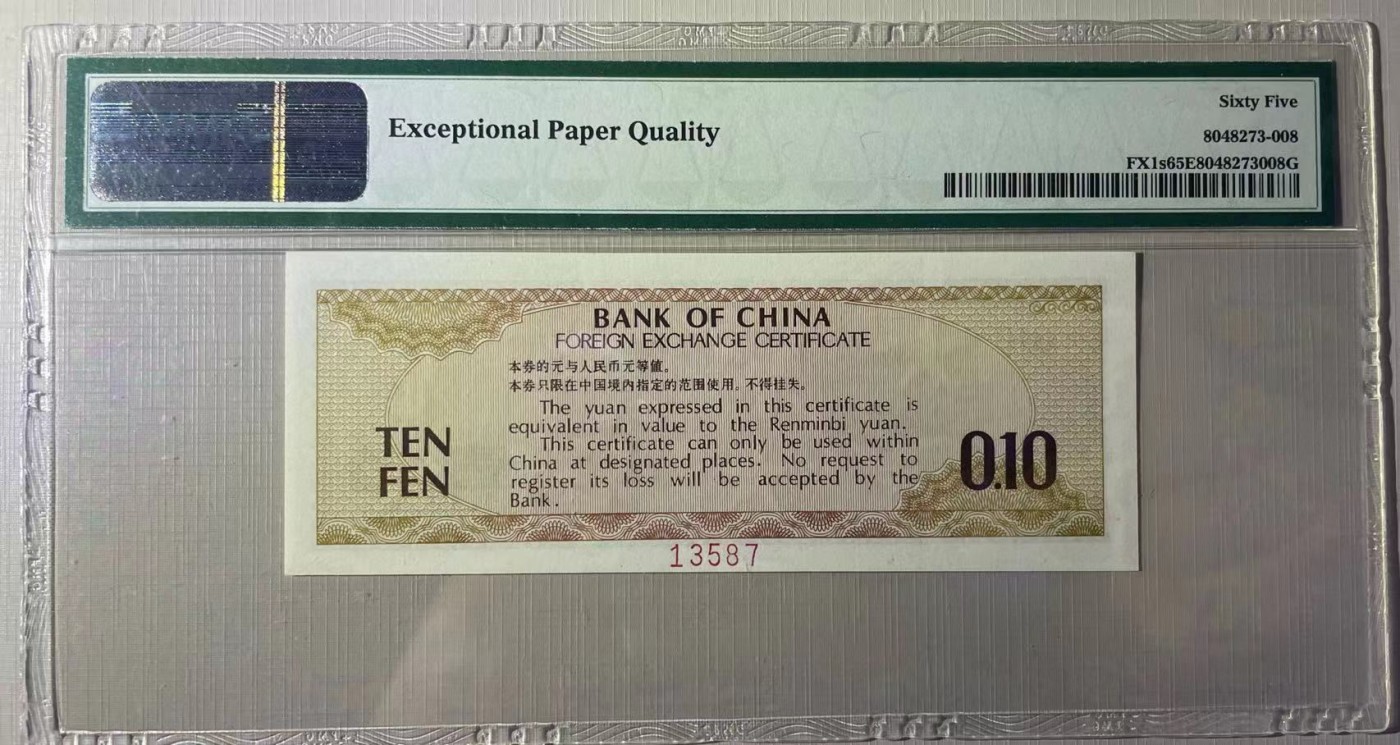 Exceptional Paper Quality
Sixty Five
8048273-008
FX1s65E8048273008G
BANK OF CHINA
FOREIGN EXCHANGE CERTIFICATE
本券的元与人民币元等值。
本券只限在中国境内指定的范围使用。不得挂失。
The yuan expressed in this certificate is
equivalent in value to the Renminbi yuan.
This certificate can only be used within
China at designated places. No request to
register its loss will be accepted by the
Bank.
TEN
FEN
0.10
13587